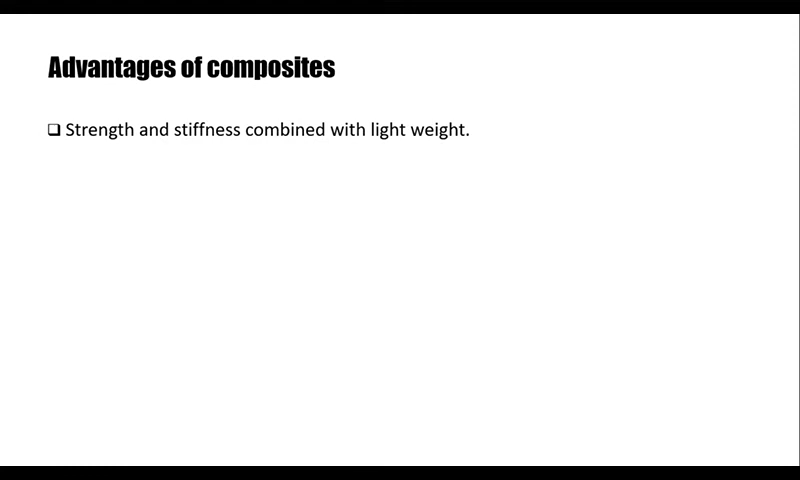 Advantages of composites
❑ Strength and stiffness combined with light weight.